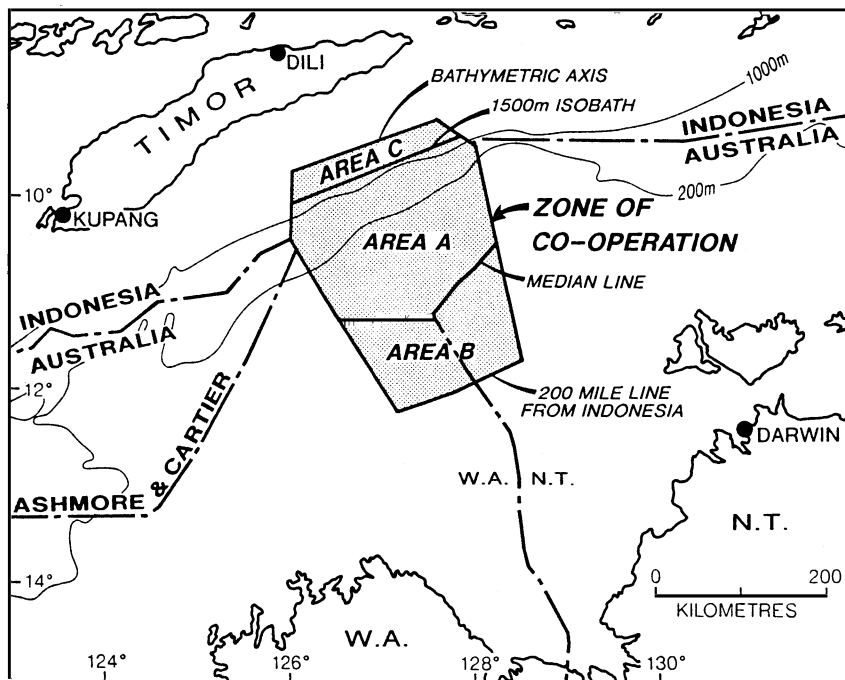 DILI
TIMOR
BATHYMETRIC AXIS
1500m ISOBATH
1000m
INDONESIA
AUSTRALIA
AREA C
10°
200m
KUPANG
ZONE OF
CO-OPERATION
AREA A
MEDIAN LINE
INDONESIA
AUSTRALIA
AREA B
12°
200 MILE LINE
FROM INDONESIA
DARWIN
ASHMORE & CARTIER
W.A. N.T.
N.T.
14°
0 200
KILOMETRES
W.A.
124° 126° 128° 130°